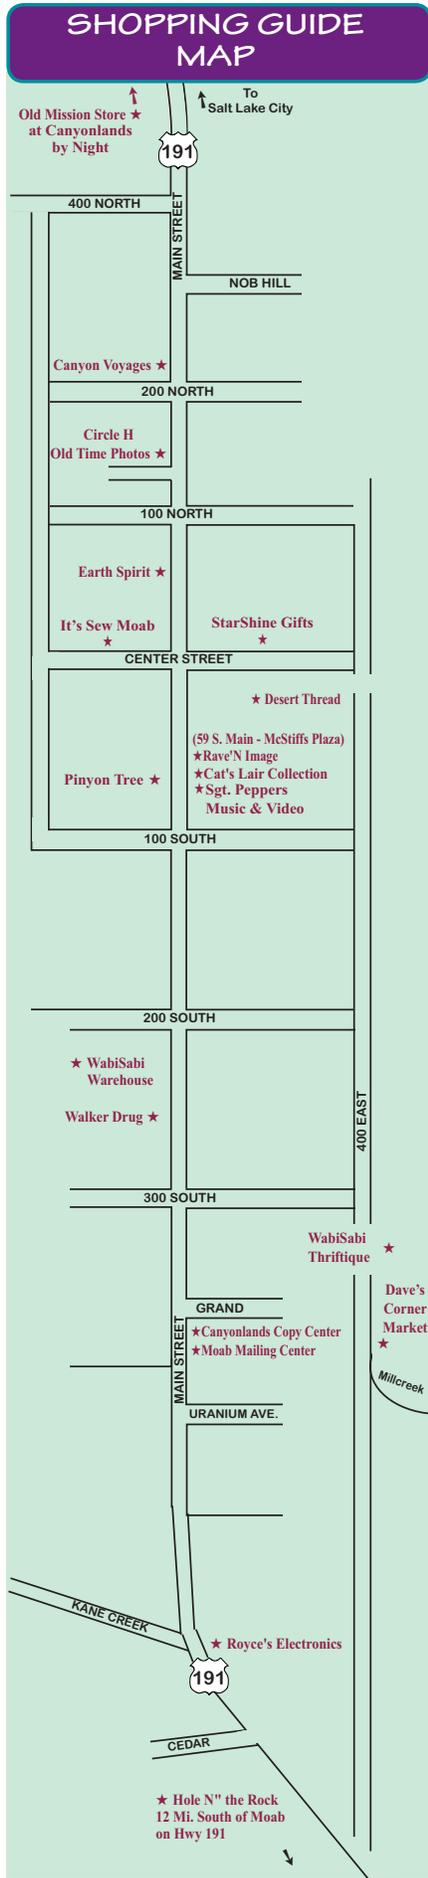 SHOPPING GUIDE
MAP
To
Salt Lake City
Old Mission Store ★
at Canyonlands
by Night
191
400 NORTH
MAIN STREET
NOB HILL
Canyon Voyages ★
200 NORTH
Circle H
Old Time Photos ★
100 NORTH
Earth Spirit ★
It's Sew Moab
★
StarShine Gifts
★
CENTER STREET
★ Desert Thread
(59 S. Main - McStiffs Plaza)
★Rave'N Image
★Cat's Lair Collection
★Sgt. Peppers
Music & Video
Pinyon Tree ★
100 SOUTH
200 SOUTH
★ WabiSabi
Warehouse
Walker Drug ★
400 EAST
300 SOUTH
WabiSabi
Thriftique ★
Dave's
Corner
Market
★
GRAND
★Canyonlands Copy Center
★Moab Mailing Center
MAIN STREET
Millcreek
URANIUM AVE.
KANE CREEK
★ Royce's Electronics
191
CEDAR
★ Hole N" the Rock
12 Mi. South of Moab
on Hwy 191